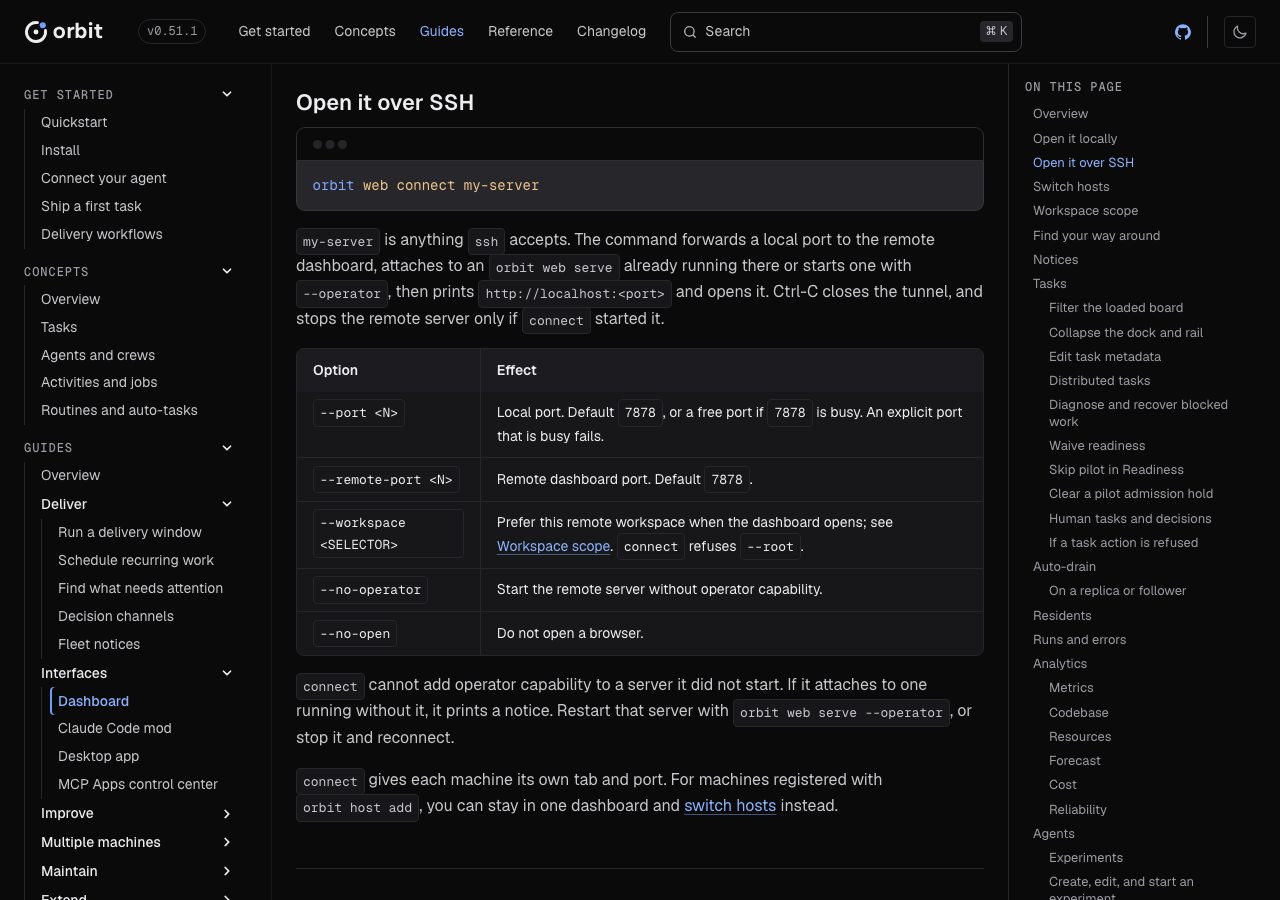 orbit
v0.51.1
Get started
Concepts
Guides
Reference
Changelog
Search
⌘ K
GET STARTED
Quickstart
Install
Connect your agent
Ship a first task
Delivery workflows
CONCEPTS
Overview
Tasks
Agents and crews
Activities and jobs
Routines and auto-tasks
GUIDES
Overview
Deliver
Run a delivery window
Schedule recurring work
Find what needs attention
Decision channels
Fleet notices
Interfaces
Dashboard
Claude Code mod
Desktop app
MCP Apps control center
Improve
Multiple machines
Maintain
Extend
Open it over SSH
orbit web connect my-server
my-server is anything ssh accepts. The command forwards a local port to the remote
dashboard, attaches to an orbit web serve already running there or starts one with
--operator, then prints http://localhost:<port> and opens it. Ctrl-C closes the tunnel, and
stops the remote server only if connect started it.
Option Effect
--port <N> Local port. Default 7878, or a free port if 7878 is busy. An explicit port
that is busy fails.
--remote-port <N> Remote dashboard port. Default 7878.
--workspace Prefer this remote workspace when the dashboard opens; see
<SELECTOR> Workspace scope. connect refuses --root.
--no-operator Start the remote server without operator capability.
--no-open Do not open a browser.
connect cannot add operator capability to a server it did not start. If it attaches to one
running without it, it prints a notice. Restart that server with orbit web serve --operator, or
stop it and reconnect.
connect gives each machine its own tab and port. For machines registered with
orbit host add, you can stay in one dashboard and switch hosts instead.
ON THIS PAGE
Overview
Open it locally
Open it over SSH
Switch hosts
Workspace scope
Find your way around
Notices
Tasks
Filter the loaded board
Collapse the dock and rail
Edit task metadata
Distributed tasks
Diagnose and recover blocked
work
Waive readiness
Skip pilot in Readiness
Clear a pilot admission hold
Human tasks and decisions
If a task action is refused
Auto-drain
On a replica or follower
Residents
Runs and errors
Analytics
Metrics
Codebase
Resources
Forecast
Cost
Reliability
Agents
Experiments
Create, edit, and start an
experiment